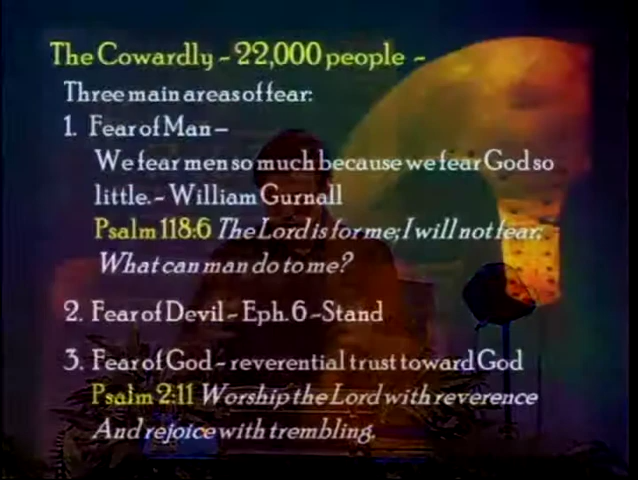 The Cowardly - 22,000 people -
Three main areas of fear:
1. Fear of Man –
We fear men so much because we fear God so
little. - William Gurnall
Psalm 118:6 The Lord is for me; I will not fear;
What can man do to me?
2. Fear of Devil - Eph. 6 - Stand
3. Fear of God - reverential trust toward God
Psalm 2:11 Worship the Lord with reverence
And rejoice with trembling.